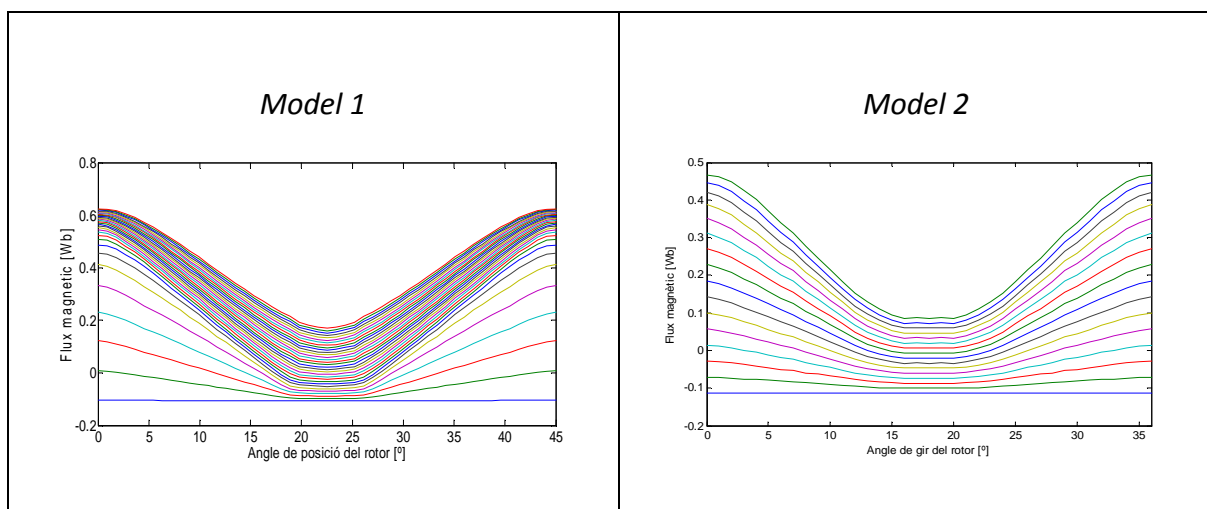 Model 1
0.8
0.6
0.4
0.2
0
-0.2
Flux magnetic [Wb]
0 5 10 15 20 25 30 35 40 45
Angle de posició del rotor [º]
Model 2
0.5
0.4
0.3
0.2
0.1
0
-0.1
-0.2
Flux magnètic [Wb]
0 5 10 15 20 25 30 35
Angle de gir del rotor [º]